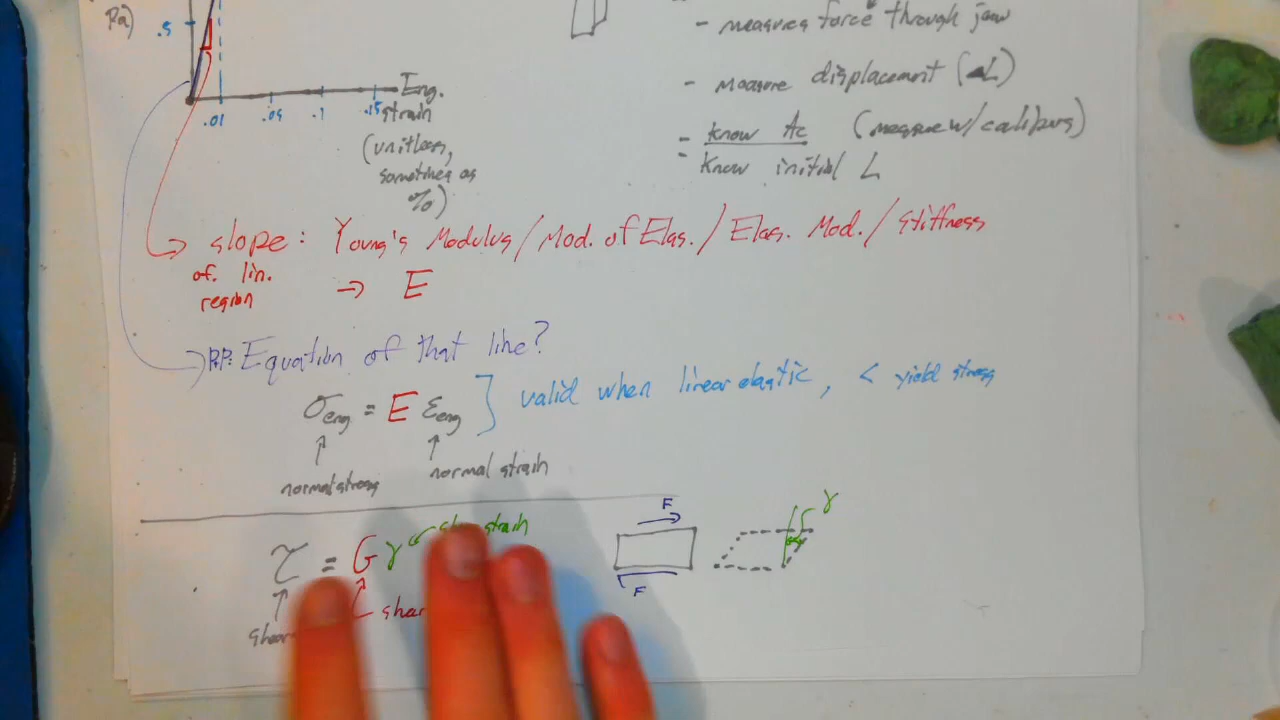 Pa)
.5
- measures force through jaw
- measure displacement (ΔL)
- know Ac (measure w/ calipers)
- know initial L
.01 .05 .1 .15
Eng. strain
(unitless,
sometimes as
%)
slope: Young's Modulus/Mod. of Elas./Elas. Mod./Stiffness
of lin.
region
→ E
Equation of that line?
σeng = E εeng } valid when linear elastic, < yield stress
normal stress
normal strain
F
F
γ
τ = G γ